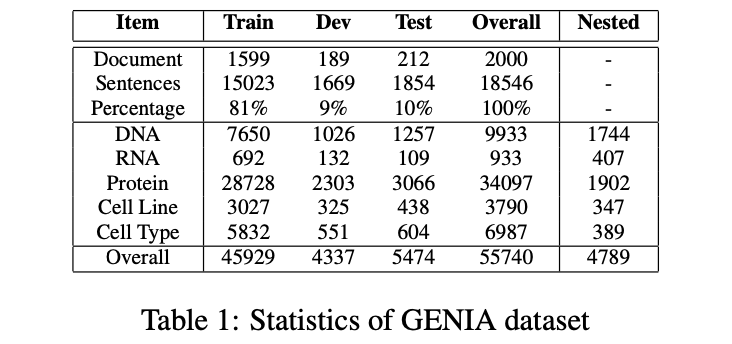 Item Train Dev Test Overall Nested
Document 1599 189 212 2000 -
Sentences 15023 1669 1854 18546 -
Percentage 81% 9% 10% 100% -
DNA 7650 1026 1257 9933 1744
RNA 692 132 109 933 407
Protein 28728 2303 3066 34097 1902
Cell Line 3027 325 438 3790 347
Cell Type 5832 551 604 6987 389
Overall 45929 4337 5474 55740 4789
Table 1: Statistics of GENIA dataset